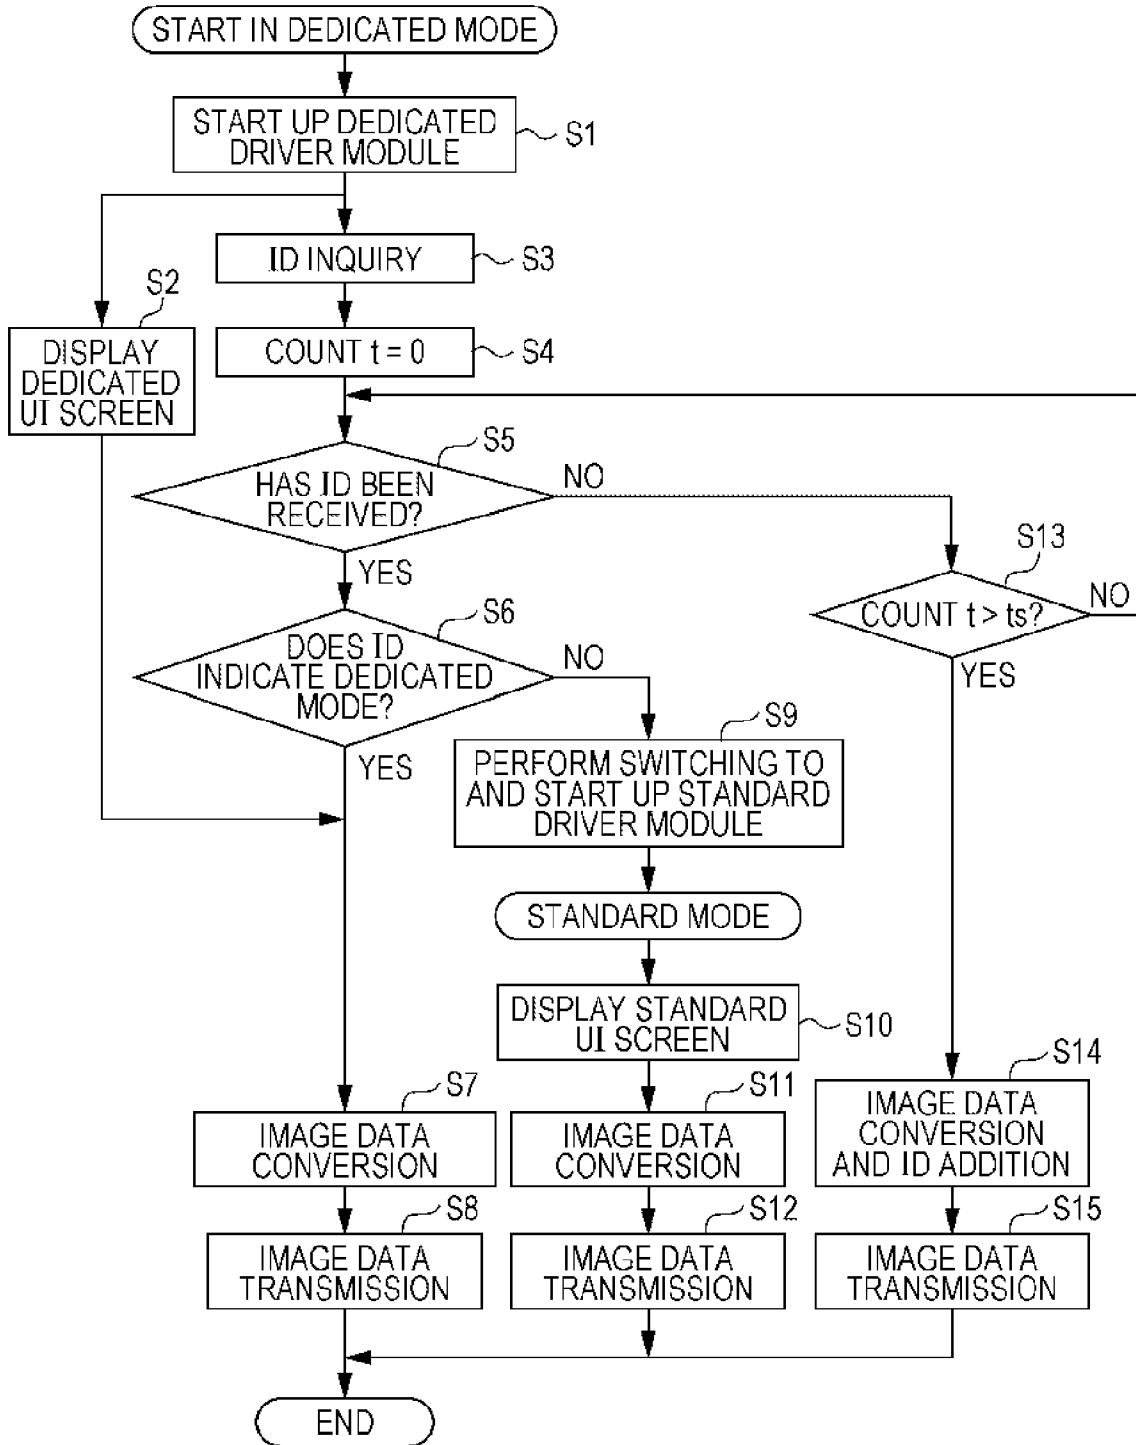 START IN DEDICATED MODE
START UP DEDICATED
DRIVER MODULE
S1
ID INQUIRY
S3
S2
DISPLAY
DEDICATED
UI SCREEN
COUNT t = 0
S4
S5
HAS ID BEEN
RECEIVED?
NO
YES
S13
COUNT t > ts?
NO
YES
S6
DOES ID
INDICATE DEDICATED
MODE?
NO
YES
S9
PERFORM SWITCHING TO
AND START UP STANDARD
DRIVER MODULE
STANDARD MODE
DISPLAY STANDARD
UI SCREEN
S10
S7
IMAGE DATA
CONVERSION
S11
IMAGE DATA
CONVERSION
S14
IMAGE DATA
CONVERSION
AND ID ADDITION
S8
IMAGE DATA
TRANSMISSION
S12
IMAGE DATA
TRANSMISSION
S15
IMAGE DATA
TRANSMISSION
END